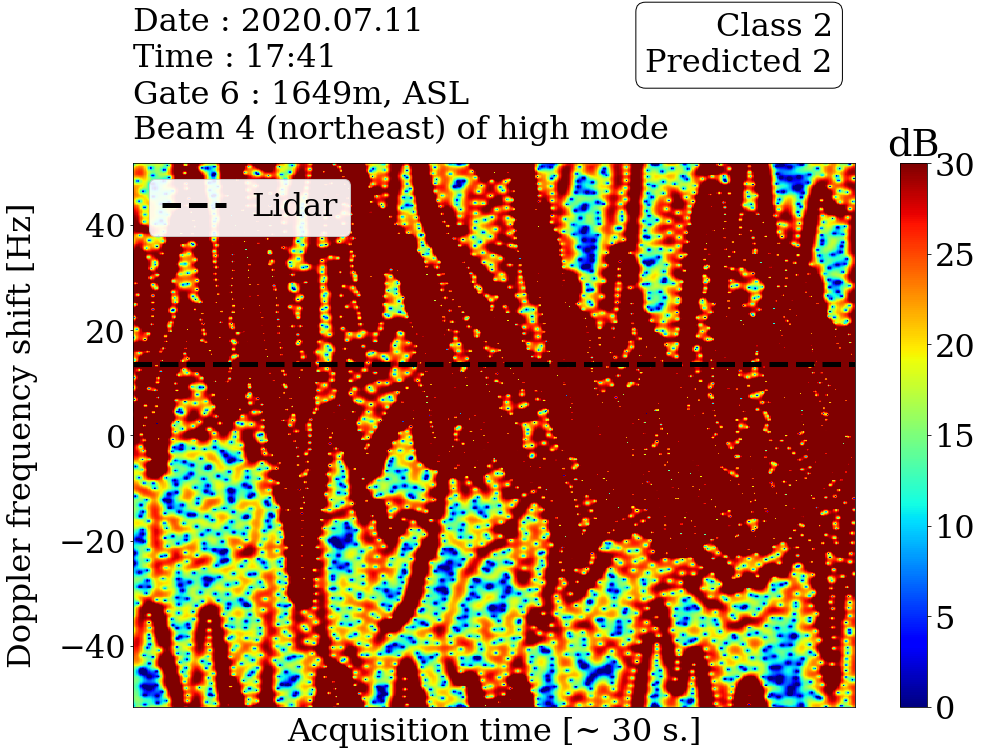 Date : 2020.07.11
Time : 17:41
Gate 6 : 1649m, ASL
Beam 4 (northeast) of high mode
Class 2
Predicted 2
dB
Lidar
Doppler frequency shift [Hz]
40
20
0
−20
−40
30
25
20
15
10
5
0
Acquisition time [~ 30 s.]